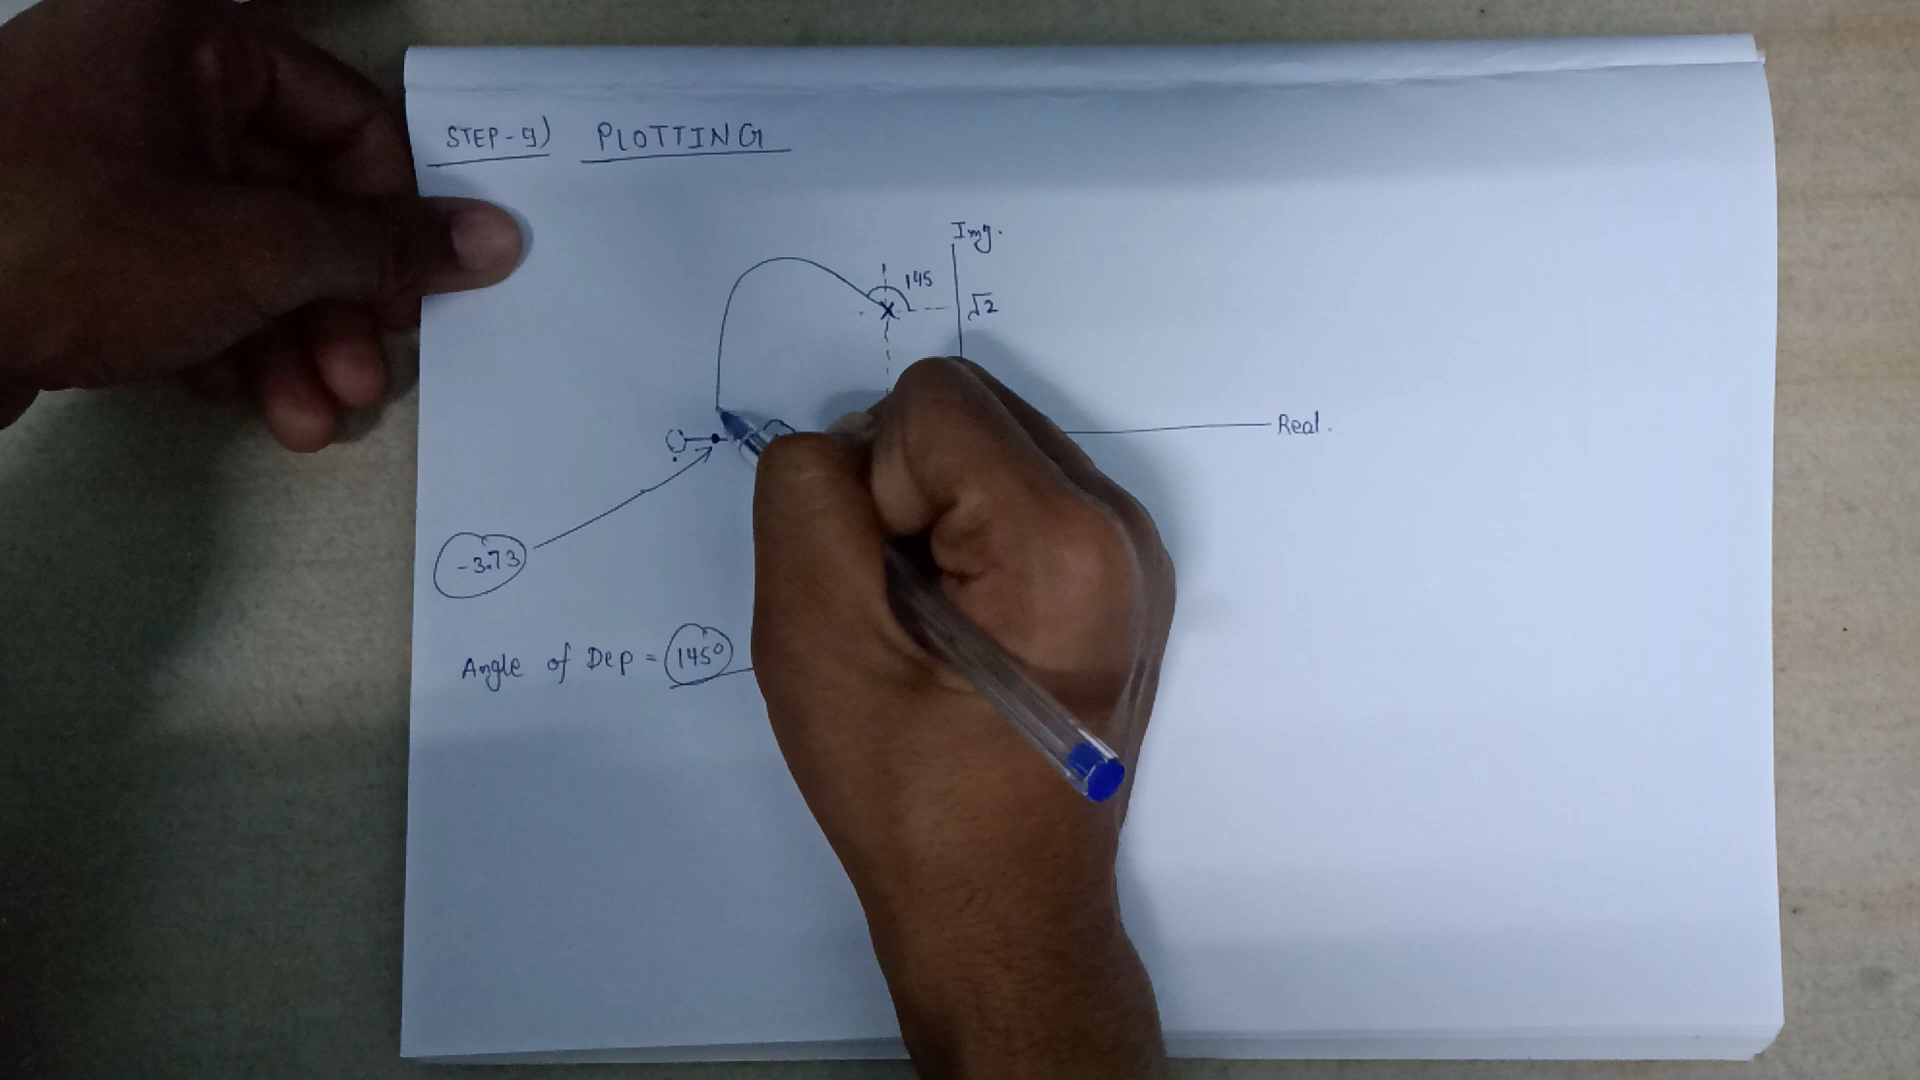 STEP-9) PLOTTING
Img.
145
√2
Real.
-3.73
Angle of Dep = 145°